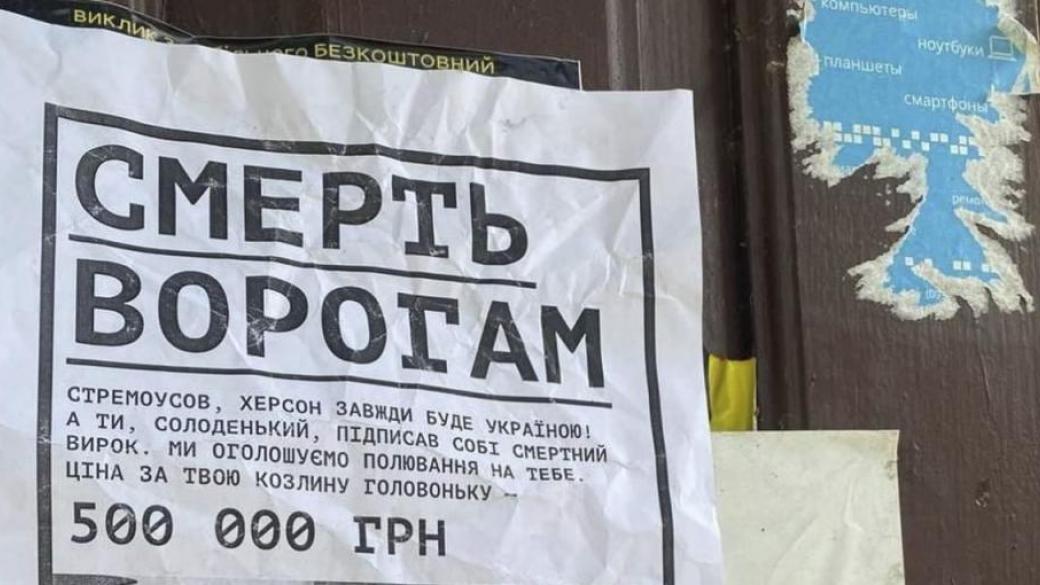 ВИКЛИК
БЕЗКОШТОВНИЙ
СМЕРТЬ
ВОРОГАМ
СТРЕМОУСОВ, ХЕРСОН ЗАВЖДИ БУДЕ УКРАЇНОЮ!
А ТИ, СОЛОДЕНЬКИЙ, ПІДПИСАВ СОБІ СМЕРТНИЙ
ВИРОК. МИ ОГОЛОШУЄМО ПОЛЮВАННЯ НА ТЕБЕ.
ЦІНА ЗА ТВОЮ КОЗЛИНУ ГОЛОВОНЬКУ –
500 000 ГРН
компьютеры
ноутбуки
планшеты
смартфоны